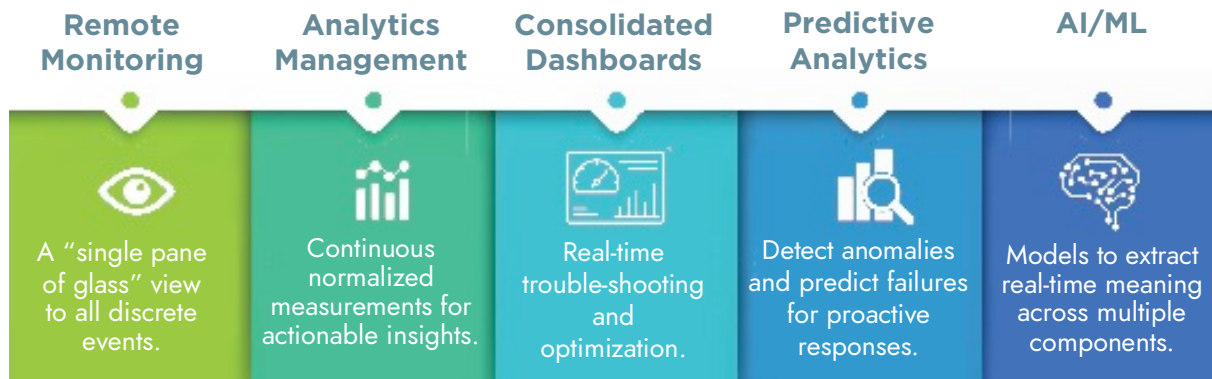 Remote
Monitoring
A “single pane
of glass” view
to all discrete
events.
Analytics
Management
Continuous
normalized
measurements for
actionable insights.
Consolidated
Dashboards
Real-time
trouble-shooting
and
optimization.
Predictive
Analytics
Detect anomalies
and predict failures
for proactive
responses.
AI/ML
Models to extract
real-time meaning
across multiple
components.